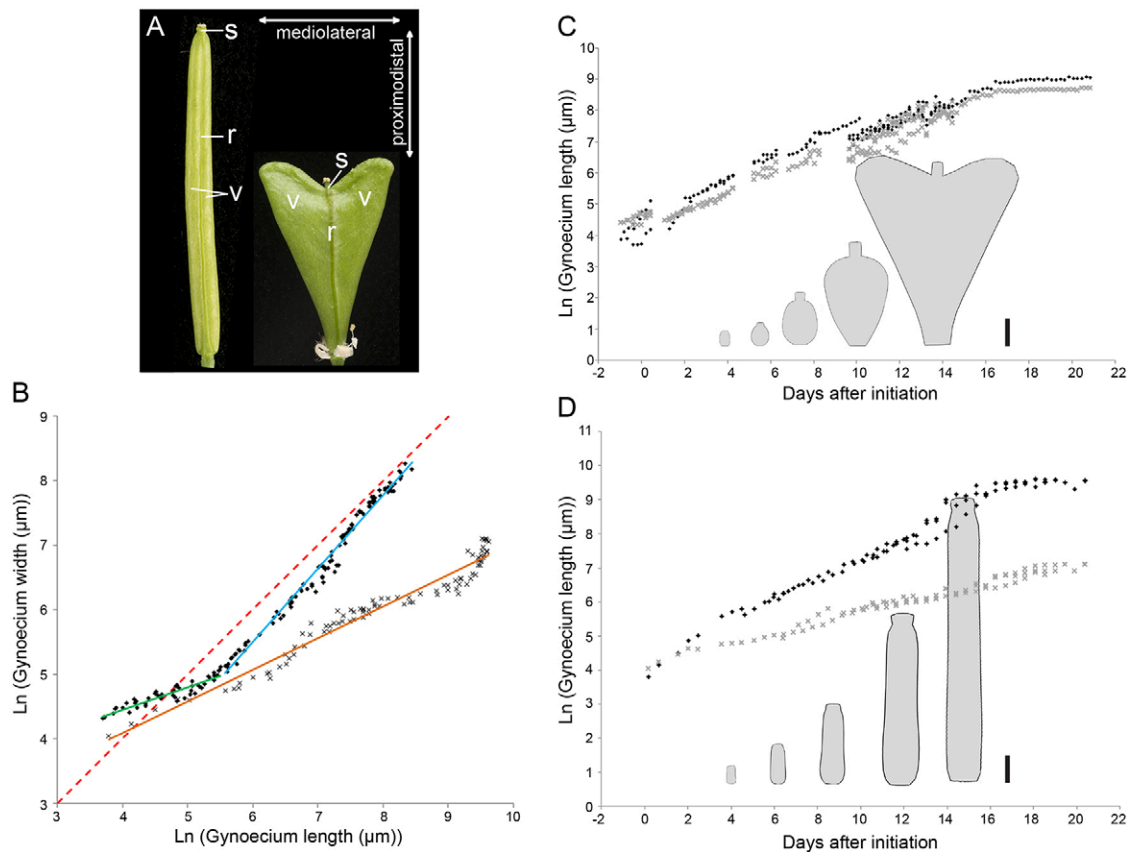 A
s
r
v
mediolateral
proximodistal
s
v v
r
B
Ln (Gynoecium width (µm))
9
8
7
6
5
4
3
3 4 5 6 7 8 9 10
Ln (Gynoecium length (µm))
C
Ln (Gynoecium length (µm))
10
9
8
7
6
5
4
3
2
1
0
-2 0 2 4 6 8 10 12 14 16 18 20 22
Days after initiation
D
Ln (Gynoecium length (µm))
11
10
9
8
7
6
5
4
3
2
1
0
-2 0 2 4 6 8 10 12 14 16 18 20 22
Days after initiation